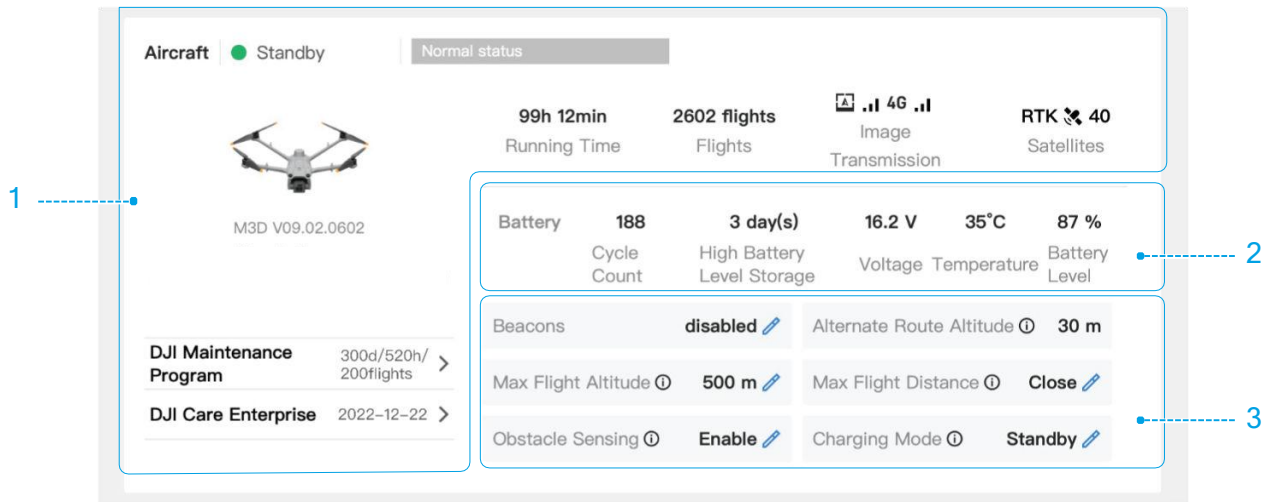 Aircraft Standby Normal status
99h 12min 2602 flights 4G RTK 40
Running Time Flights Image Transmission Satellites
1
M3D V09.02.0602
Battery 188 3 day(s) 16.2 V 35°C 87 %
Cycle Count High Battery Level Storage Voltage Temperature Battery Level
2
DJI Maintenance Program 300d/520h/200flights
DJI Care Enterprise 2022-12-22
Beacons disabled Alternate Route Altitude 30 m
Max Flight Altitude 500 m Max Flight Distance Close
Obstacle Sensing Enable Charging Mode Standby
3